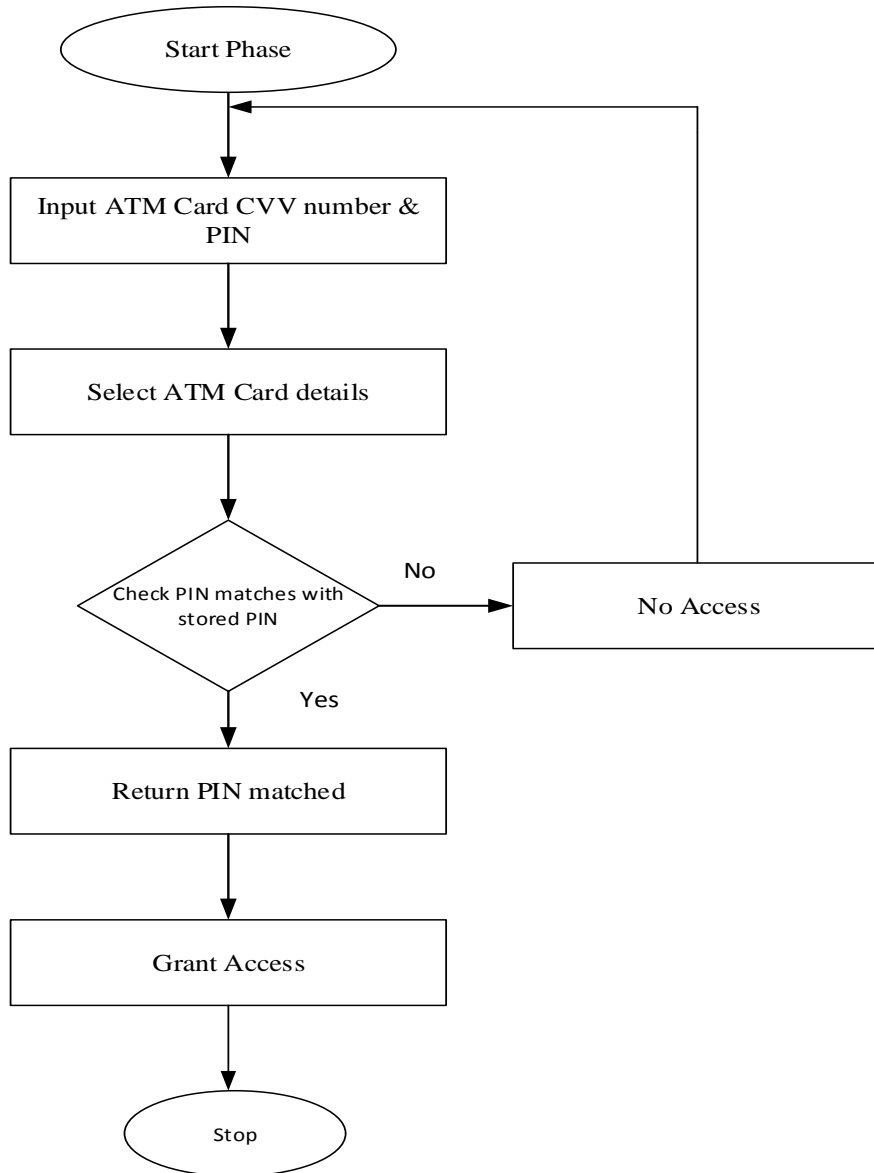 Start Phase
Input ATM Card CVV number &
PIN
Select ATM Card details
Check PIN matches with
stored PIN
No
No Access
Yes
Return PIN matched
Grant Access
Stop